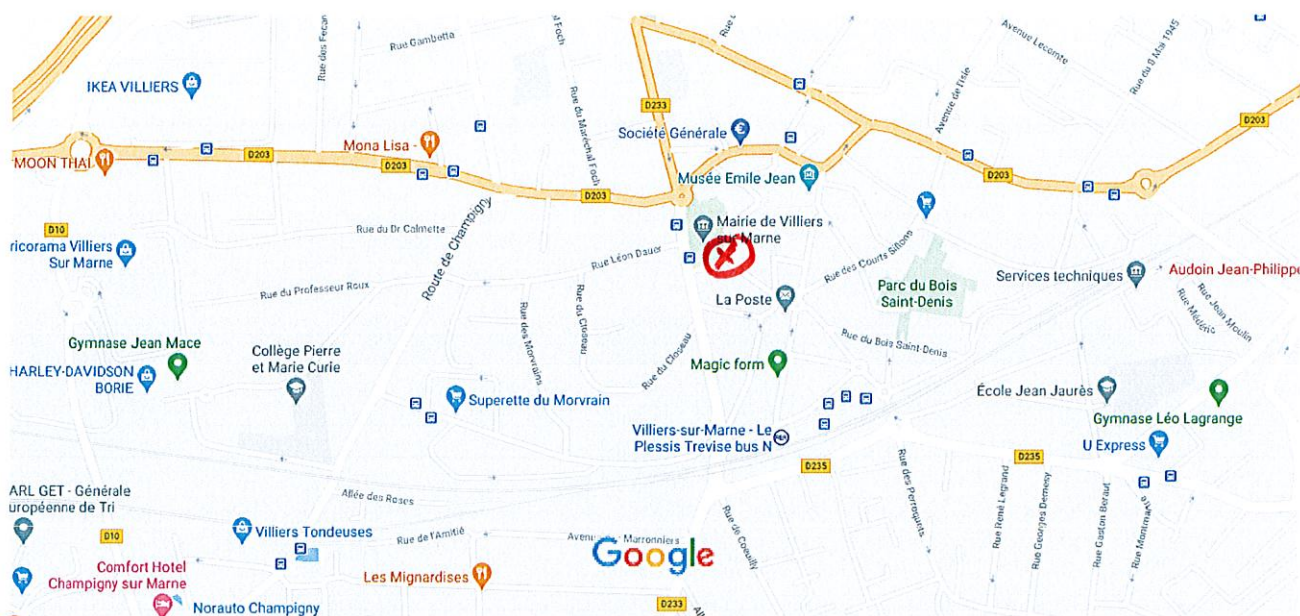 Rue Gambetta
Rue des Fecan
Foch
Rue du Maréchal Foch
Avenue Lecomte
Rue du 8 Mai 1945
Avenue de l'Isle
IKEA VILLIERS
D233
D203
Société Générale
Mona Lisa -
MOON THAÏ
D203
D203
D203
D203
Musée Emile Jean
D10
Rue du Dr Calmette
Route de Champigny
Mairie de Villiers
sur Marne
X
ricorama Villiers
Sur Marne
Rue Léon Dauer
Rue des Courts Sillons
Parc du Bois
Saint-Denis
Services techniques
Audoin Jean-Philippe
Rue Jean Moulin
Rue Médéric
Rue du Professeur Roux
La Poste
Rue des Morvrains
Rue du Closeau
Rue du Closeau
Rue du Bois Saint-Denis
Gymnase Jean Mace
Collège Pierre
et Marie Curie
Magic form
HARLEY-DAVIDSON
BORIE
Superette du Morvrain
École Jean Jaurès
Gymnase Léo Lagrange
Villiers-sur-Marne - Le
Plessis Trevise bus N
U Express
D235
D235
Rue des Perroquets
Rue René Legrand
Rue Georges Demesy
Rue Gaston Beraut
Rue Montmar
ARL GET - Générale
uropéenne de Tri
Allée des Roses
D10
Villiers Tondeuses
Rue de l'Amitié
Marronniers
Google
Rue de Coeuilly
Comfort Hotel
Champigny sur Marne
Les Mignardises
Norauto Champigny
D233